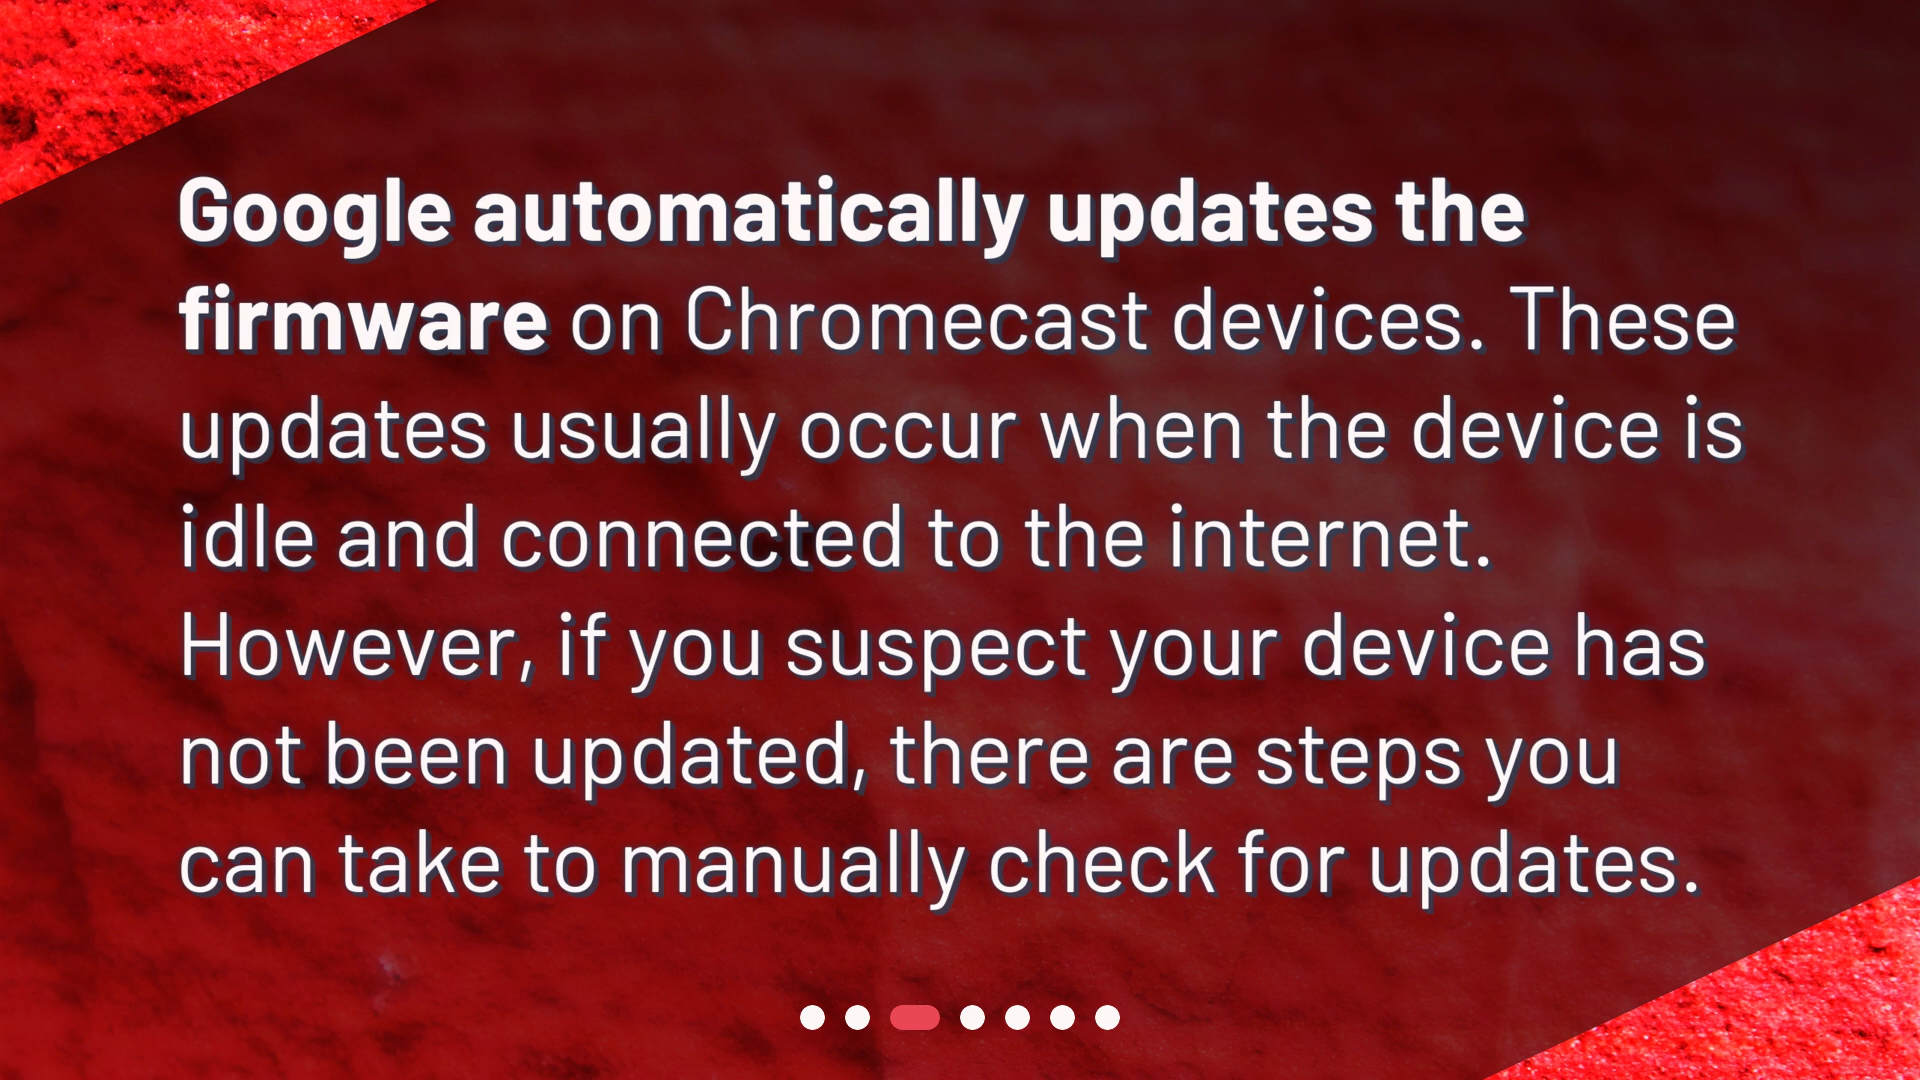 Google automatically updates the
firmware on Chromecast devices. These
updates usually occur when the device is
idle and connected to the internet.
However, if you suspect your device has
not been updated, there are steps you
can take to manually check for updates.